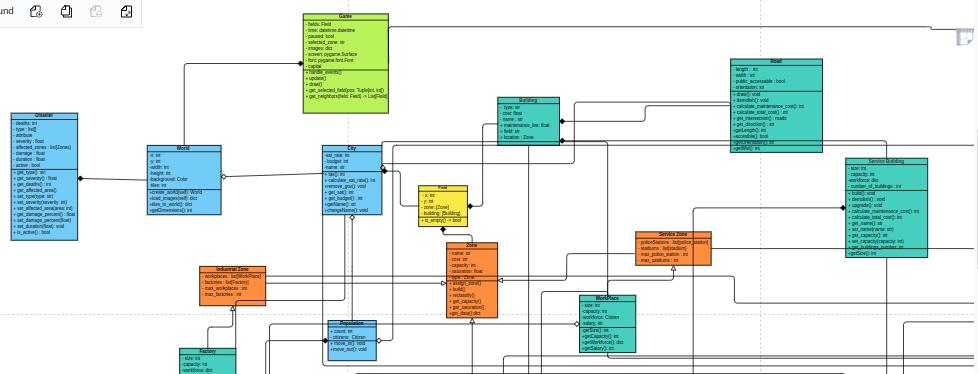 und
Game
- fields: Field
- time: datetime.datetime
- paused: bool
- selected_zone: str
- images: dict
- screen: pygame.Surface
- font: pygame.font.Font
- capital
+ handle_events()
+ update()
+ draw()
+ get_selected_field(pos: Tuple[int, int])
+ get_neighbors(field: Field) -> List[Field]
Road
- length : int
- width : int
- public_accessable : bool
- orientation: str
+ draw(): void
+ demolish(): void
+ calculate_maintenance_cost(): int
+ calculate_total_cost(): int
+ get_intersection() : roads
+ get_direction() : str
+getLength(): int
+accessible(): bool
+getOrientation(): str
+getWid(): int
Building
- type: str
- cost: float
- name : str
+ maintenance_fee: float
+ field: str
+ location : Zone
Disaster
- deaths: int
- type : list[]
- attribute
- severity : float
- affected_zones : list[Zones]
- damage : float
- duration : float
- active : bool
+ get_type(): str
+ get_severity() : float
+ get_deaths(): int
+ get_affected_area()
+ set_type(type: str)
+ set_severity(severity: int)
+ set_affected_area(area: int)
+ get_damage_percent() : float
+ set_damage_percent(float)
+ set_duration(float): void
+ is_active() : bool
World
-x: int
-y: int
-width: int
-height: int
-background: Color
-tiles: int
+create_world(self): World
+load_images(self): dict
+tiles_to_world(): dict
+getDimensions(): int
City
-sat_rate: int
- budget : int
-name: str
+ tax(): int
+ calculate_sat_rate(): int
+remove_gov(): void
+ get_sat(): int
+ get_budget() : int
+getName(): str
+changeName(): void
Field
- x: int
- y: int
- zone: [Zone]
- building: [Building]
+ is_empty() -> bool
Service Building
- size: int
- capacity: int
- workforce: dict
- number_of_buildings : int
+ build(): void
+ demolish() : void
+ upgrade(): void
+ calculate_maintenance_cost(): int
+ calculate_total_cost(): int
+ get_name(): str
+ set_name(name): str
+ get_capacity(): int
+ set_capacity(capacity): int
+ get_buildings_number: int
+getSize(): int
Service Zone
- policeStations : list[police_station]
- stadiums : list[stadium]
- max_police_station : int
- max_satdiums : int
Zone
- name: str
- cost: int
- capacity: int
- saturation: float
- type : Zone
+ assign_zone()
+ build()
+ reclassify()
+ get_capacity()
+ get_saturation()
+get_data():dict
Industrial Zone
- workplaces : list[WorkPlace]
- factories : list[Factory]
- max_workplaces : int
- max_factories : int
WorkPlace
- size: int
-capacity: int
-workforce: Citizen
-salary: int
+getSize(): int
+getCapacity(): int
+getWorkforce(): int
+getSalary(): int
Population
+ count: int
- citizens: Citizen
+ move_in(): void
+move_out(): void
Factory
- size: int
-capacity: int
-workforce: dict